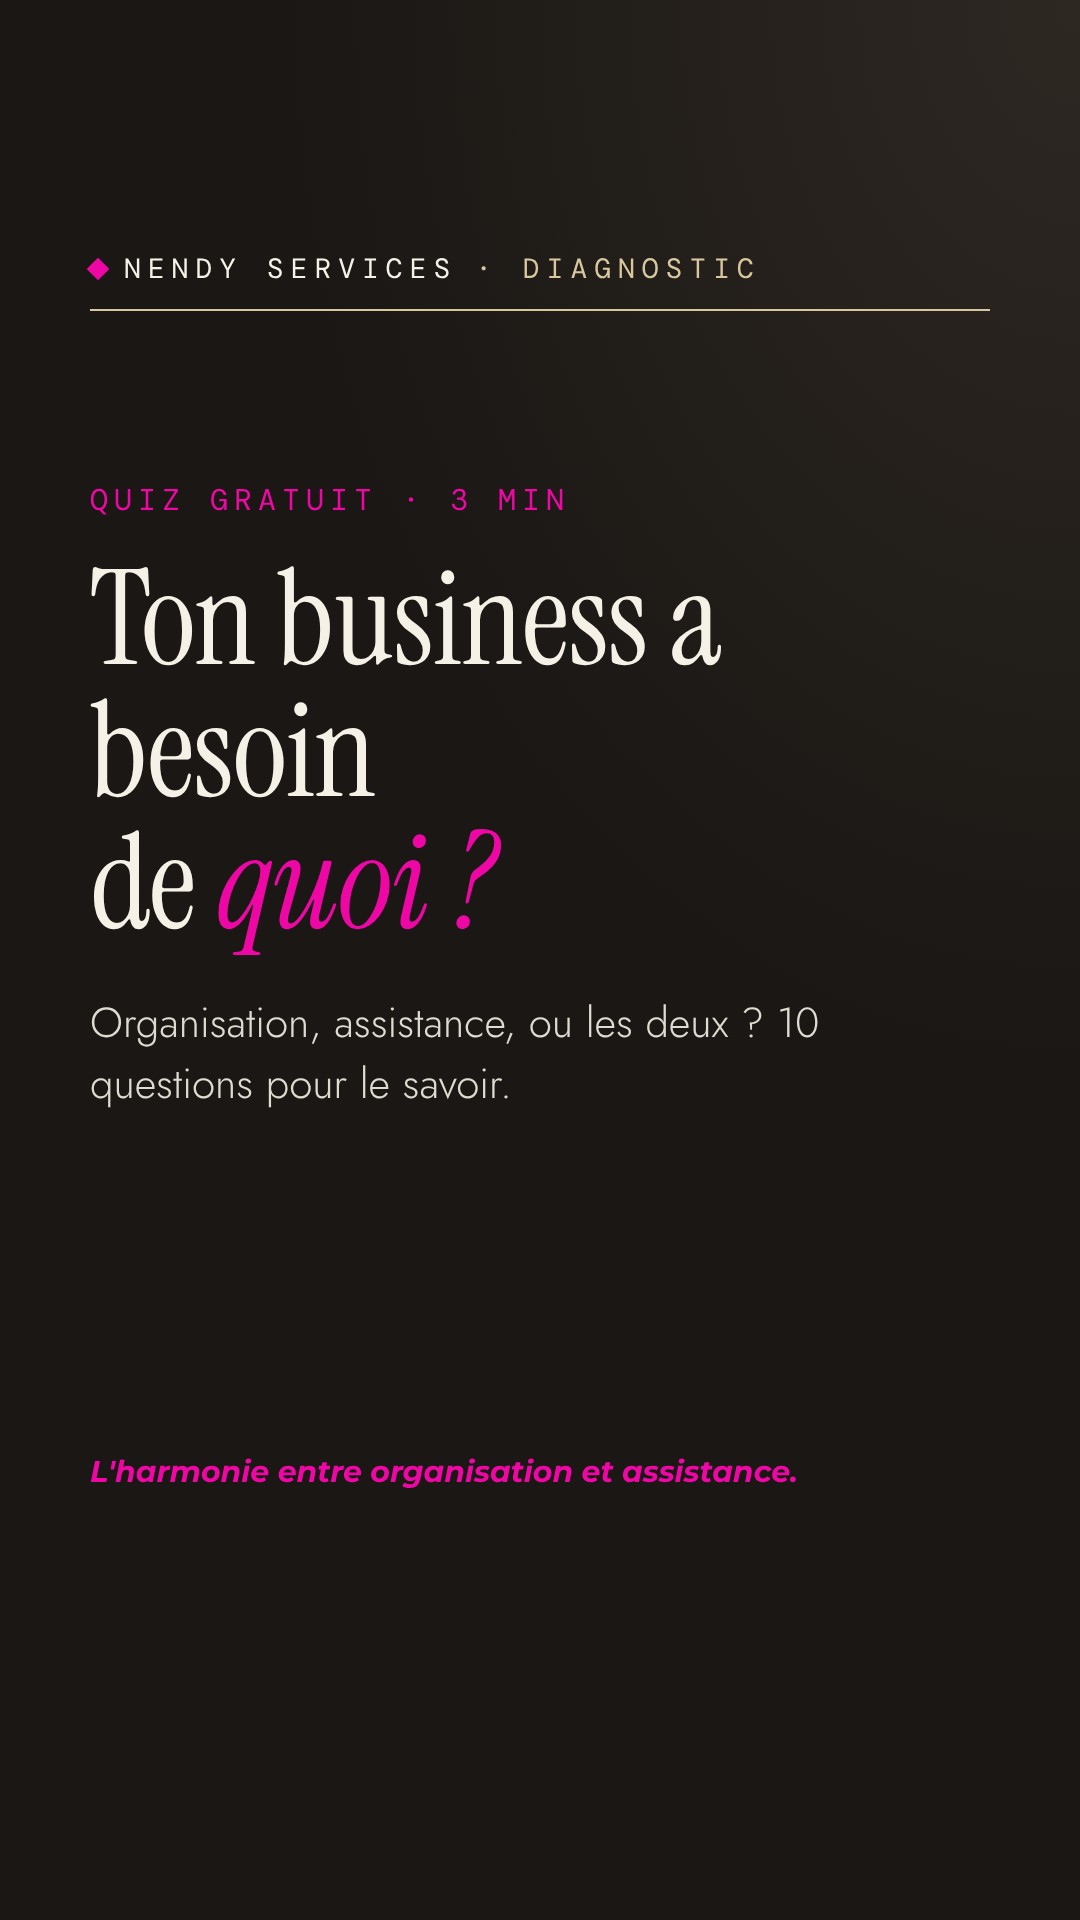 NENDY SERVICES · DIAGNOSTIC
QUIZ GRATUIT · 3 MIN
Ton business a
besoin
de quoi ?
Organisation, assistance, ou les deux ? 10
questions pour le savoir.
L'harmonie entre organisation et assistance.